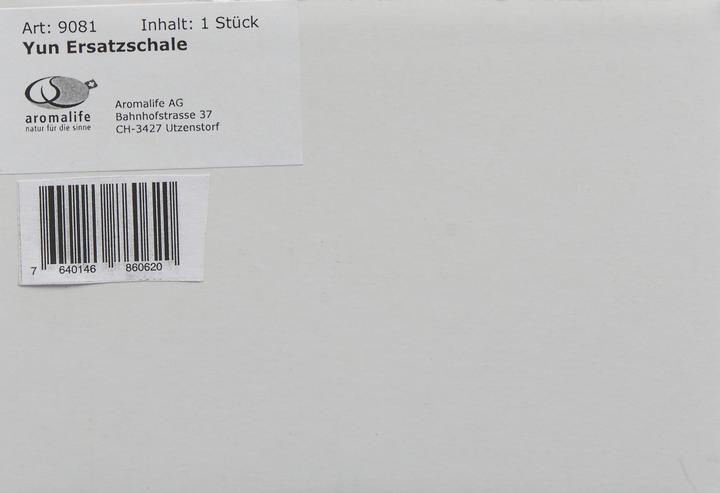 Art: 9081 Inhalt: 1 Stück
Yun Ersatzschale
aromalife
natur für die sinne
Aromalife AG
Bahnhofstrasse 37
CH-3427 Utzenstorf
7 640146 860620